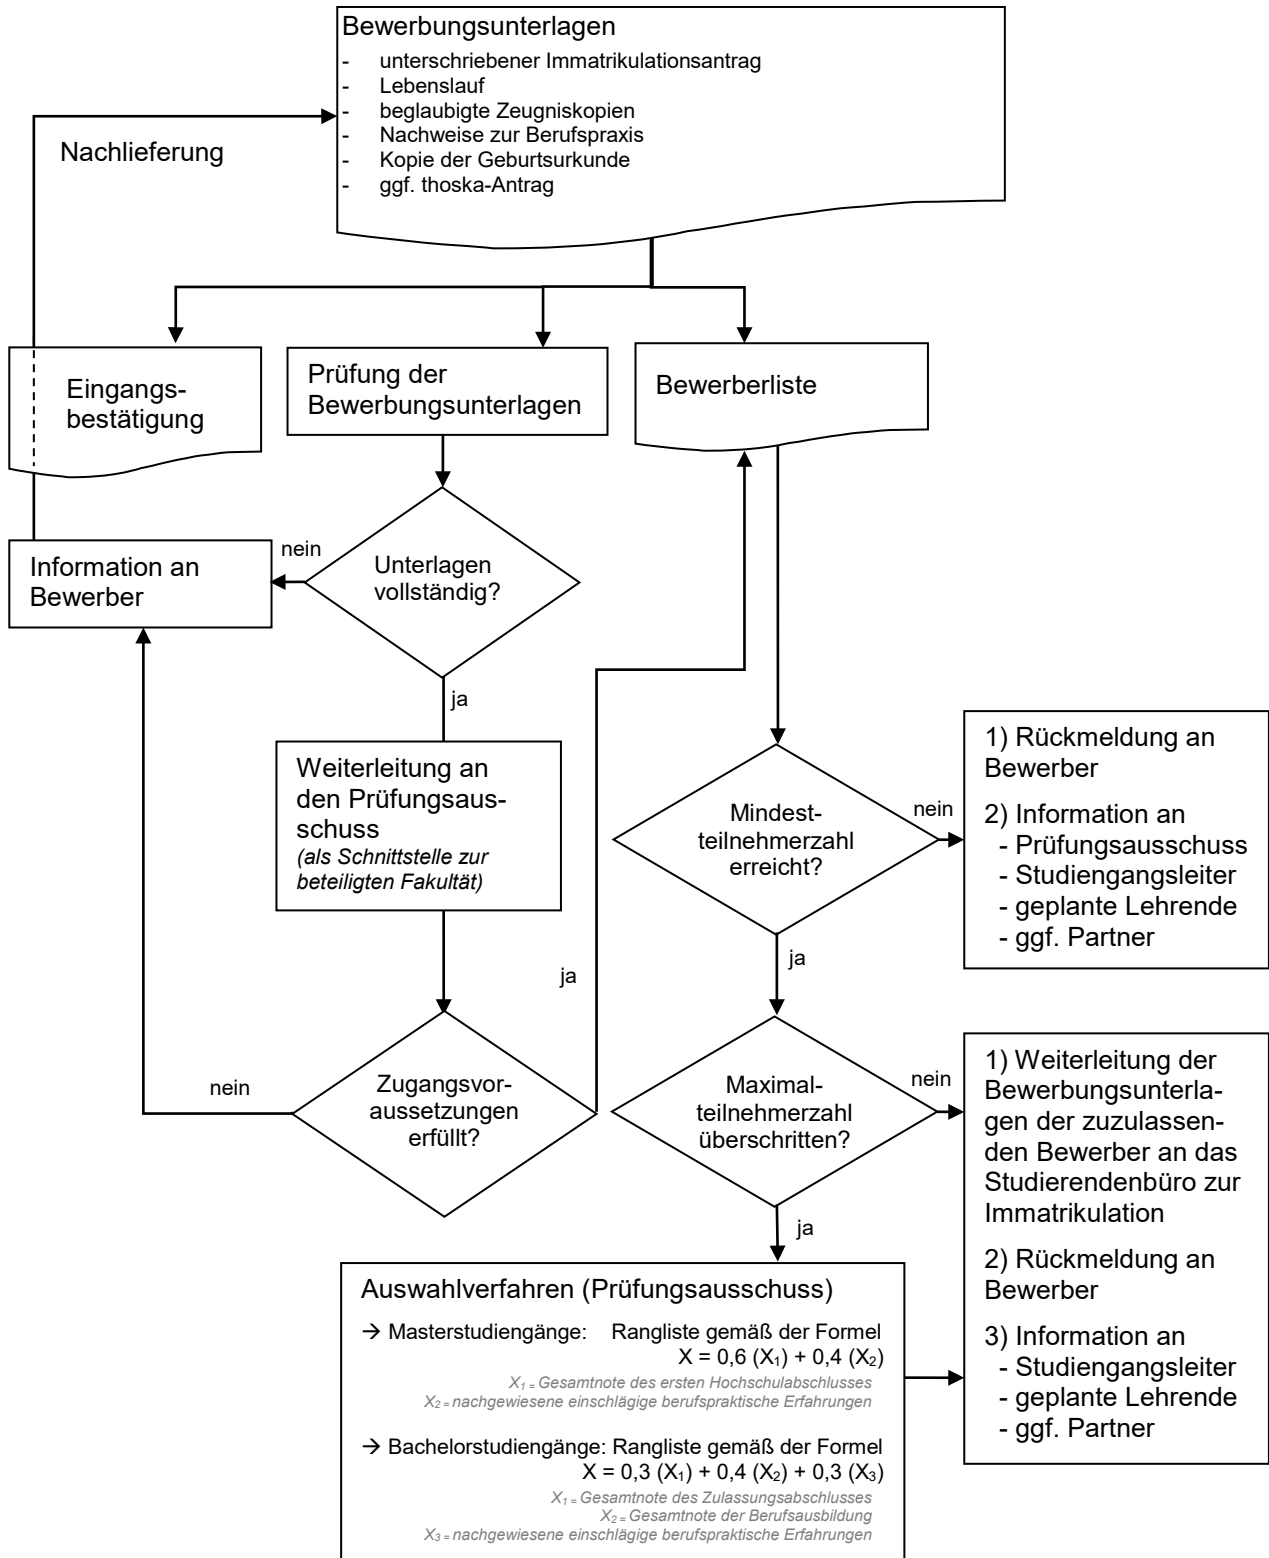 Bewerbungsunterlagen
- unterschriebener Immatrikulationsantrag
- Lebenslauf
- beglaubigte Zeugniskopien
- Nachweise zur Berufspraxis
- Kopie der Geburtsurkunde
- ggf. thoska-Antrag
Nachlieferung
Eingangs-
bestätigung
Prüfung der
Bewerbungsunterlagen
Bewerberliste
nein
Information an
Bewerber
Unterlagen
vollständig?
ja
Weiterleitung an
den Prüfungsaus-
schuss
(als Schnittstelle zur
beteiligten Fakultät)
ja
nein
Zugangsvor-
aussetzungen
erfüllt?
Mindest-
teilnehmerzahl
erreicht?
nein
1) Rückmeldung an
Bewerber
2) Information an
- Prüfungsausschuss
- Studiengangsleiter
- geplante Lehrende
- ggf. Partner
ja
Maximal-
teilnehmerzahl
überschritten?
nein
1) Weiterleitung der
Bewerbungsunterla-
gen der zuzulassen-
den Bewerber an das
Studierendenbüro zur
Immatrikulation
2) Rückmeldung an
Bewerber
3) Information an
- Studiengangsleiter
- geplante Lehrende
- ggf. Partner
ja
Auswahlverfahren (Prüfungsausschuss)
→ Masterstudiengänge: Rangliste gemäß der Formel
X = 0,6 (X₁) + 0,4 (X₂)
X₁ = Gesamtnote des ersten Hochschulabschlusses
X₂ = nachgewiesene einschlägige berufspraktische Erfahrungen
→ Bachelorstudiengänge: Rangliste gemäß der Formel
X = 0,3 (X₁) + 0,4 (X₂) + 0,3 (X₃)
X₁ = Gesamtnote des Zulassungsabschlusses
X₂ = Gesamtnote der Berufsausbildung
X₃ = nachgewiesene einschlägige berufspraktische Erfahrungen